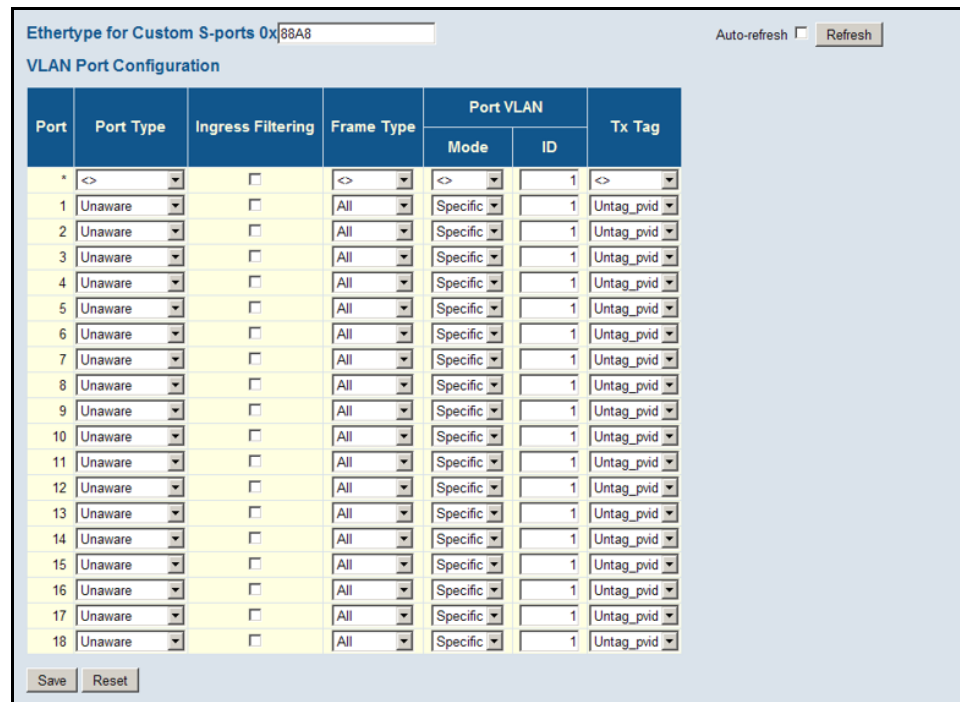 Ethertype for Custom S-ports 0x 88A8 Auto-refresh Refresh
VLAN Port Configuration
Port Port Type Ingress Filtering Frame Type Port VLAN Tx Tag
Mode ID
* <> <> <> 1 <>
1 Unaware All Specific 1 Untag_pvid
2 Unaware All Specific 1 Untag_pvid
3 Unaware All Specific 1 Untag_pvid
4 Unaware All Specific 1 Untag_pvid
5 Unaware All Specific 1 Untag_pvid
6 Unaware All Specific 1 Untag_pvid
7 Unaware All Specific 1 Untag_pvid
8 Unaware All Specific 1 Untag_pvid
9 Unaware All Specific 1 Untag_pvid
10 Unaware All Specific 1 Untag_pvid
11 Unaware All Specific 1 Untag_pvid
12 Unaware All Specific 1 Untag_pvid
13 Unaware All Specific 1 Untag_pvid
14 Unaware All Specific 1 Untag_pvid
15 Unaware All Specific 1 Untag_pvid
16 Unaware All Specific 1 Untag_pvid
17 Unaware All Specific 1 Untag_pvid
18 Unaware All Specific 1 Untag_pvid
Save Reset